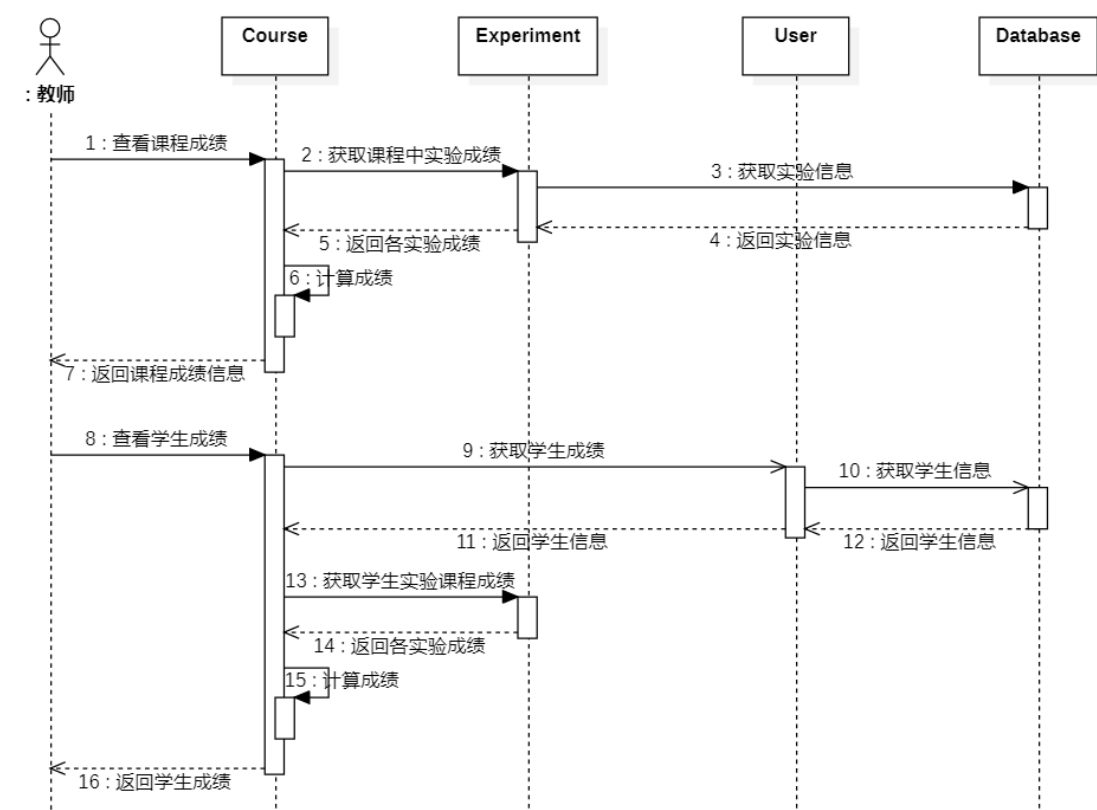 Course
Experiment
User
Database
: 教师
1 : 查看课程成绩
2 : 获取课程中实验成绩
3 : 获取实验信息
4 : 返回实验信息
5 : 返回各实验成绩
6 : 计算成绩
7 : 返回课程成绩信息
8 : 查看学生成绩
9 : 获取学生成绩
10 : 获取学生信息
11 : 返回学生信息
12 : 返回学生信息
13 : 获取学生实验课程成绩
14 : 返回各实验成绩
15 : 计算成绩
16 : 返回学生成绩